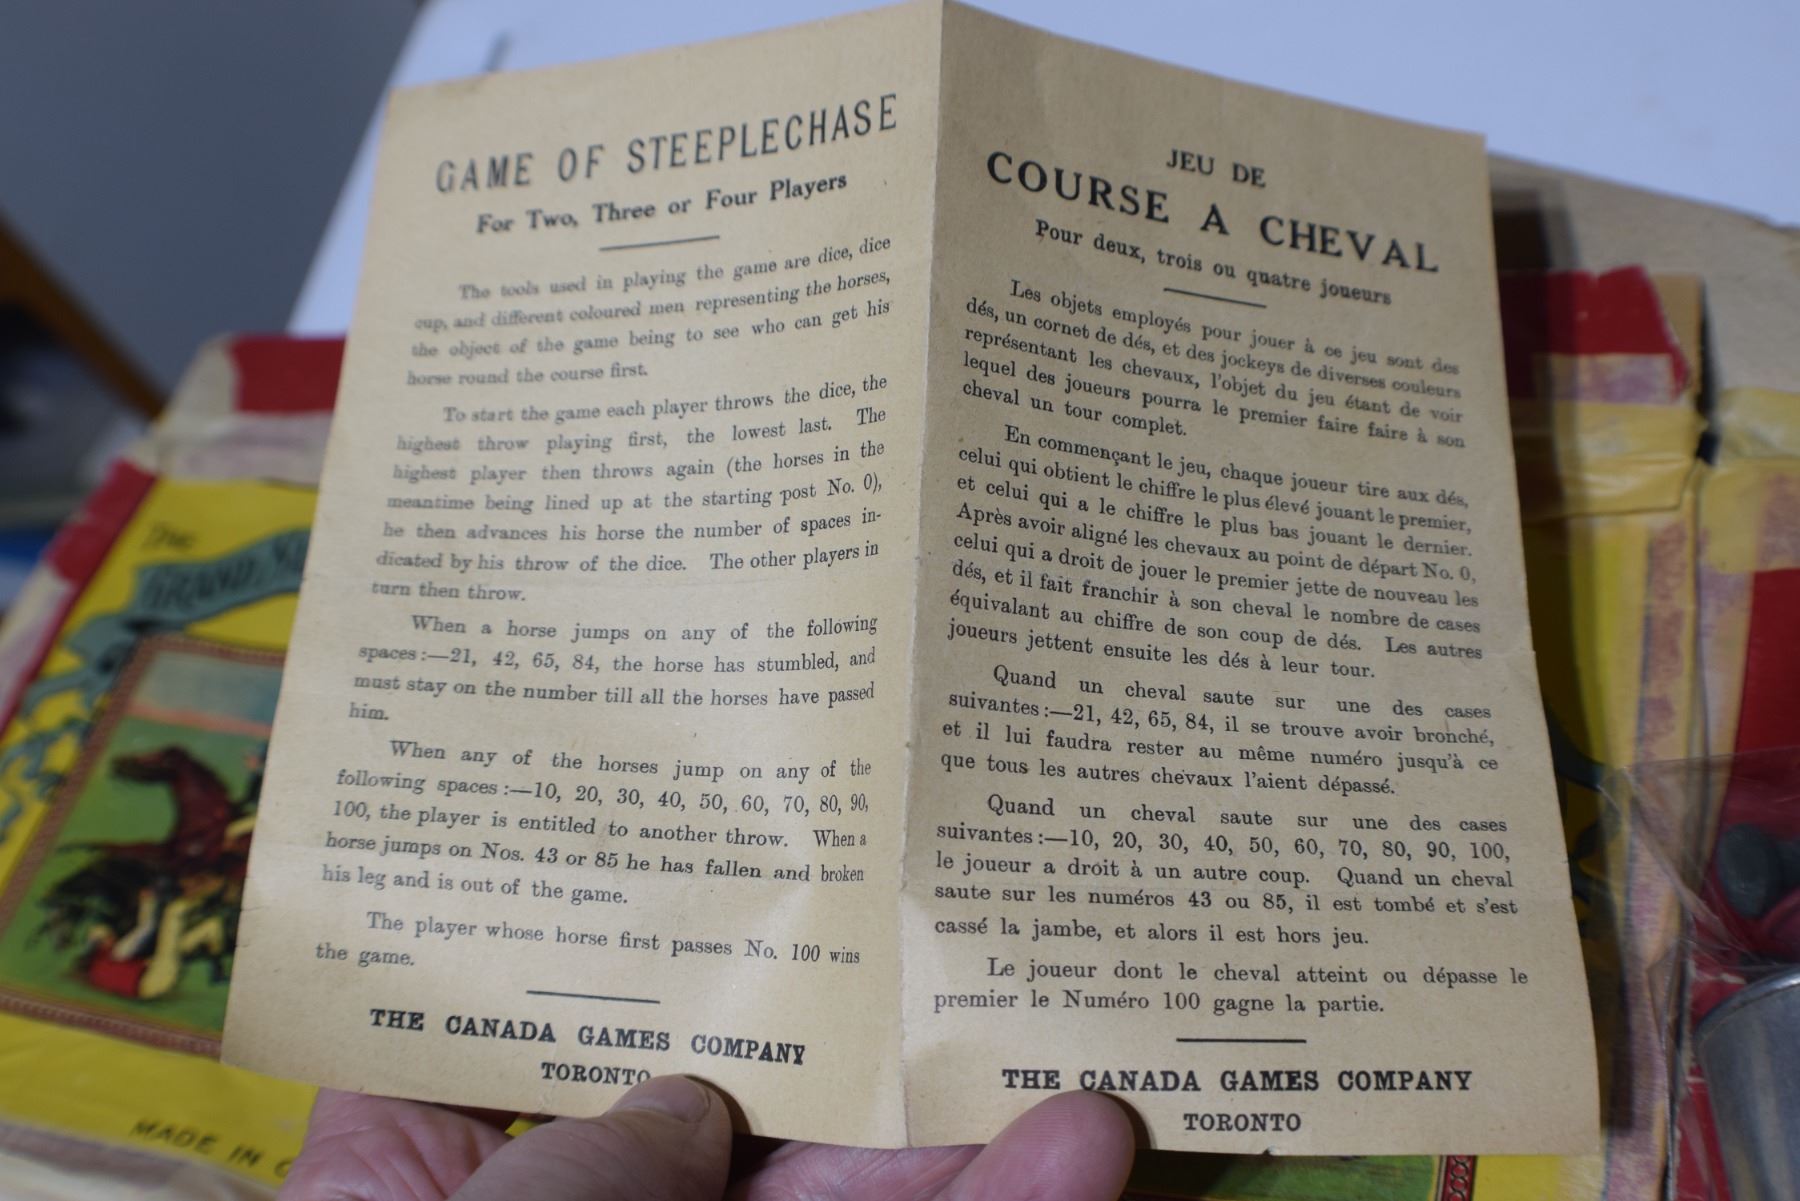 GAME OF STEEPLECHASE
For Two, Three or Four Players
The tools used in playing the game are dice, dice
cup, and different coloured men representing the horses,
the object of the game being to see who can get his
horse round the course first.
To start the game each player throws the dice, the
highest throw playing first, the lowest last. The
highest player then throws again (the horses in the
meantime being lined up at the starting post No. 0),
he then advances his horse the number of spaces in-
dicated by his throw of the dice. The other players in
turn then throw.
When a horse jumps on any of the following
spaces:—21, 42, 65, 84, the horse has stumbled, and
must stay on the number till all the horses have passed
him.
When any of the horses jump on any of the
following spaces:—10, 20, 30, 40, 50, 60, 70, 80, 90,
100, the player is entitled to another throw. When a
horse jumps on Nos. 43 or 85 he has fallen and broken
his leg and is out of the game.
The player whose horse first passes No. 100 wins
the game.
THE CANADA GAMES COMPANY
TORONTO
JEU DE
COURSE A CHEVAL
Pour deux, trois ou quatre joueurs
Les objets employés pour jouer à ce jeu sont des
dés, un cornet de dés, et des jockeys de diverses couleurs
représentant les chevaux, l'objet du jeu étant de voir
lequel des joueurs pourra le premier faire faire à son
cheval un tour complet.
En commençant le jeu, chaque joueur tire aux dés,
celui qui obtient le chiffre le plus élevé jouant le premier,
et celui qui a le chiffre le plus bas jouant le dernier.
Après avoir aligné les chevaux au point de départ No. 0,
celui qui a droit de jouer le premier jette de nouveau les
dés, et il fait franchir à son cheval le nombre de cases
équivalant au chiffre de son coup de dés. Les autres
joueurs jettent ensuite les dés à leur tour.
Quand un cheval saute sur une des cases
suivantes:—21, 42, 65, 84, il se trouve avoir bronché,
et il lui faudra rester au même numéro jusqu'à ce
que tous les autres chevaux l'aient dépassé.
Quand un cheval saute sur une des cases
suivantes:—10, 20, 30, 40, 50, 60, 70, 80, 90, 100,
le joueur a droit à un autre coup. Quand un cheval
saute sur les numéros 43 ou 85, il est tombé et s'est
cassé la jambe, et alors il est hors jeu.
Le joueur dont le cheval atteint ou dépasse le
premier le Numéro 100 gagne la partie.
THE CANADA GAMES COMPANY
TORONTO
THE
GRAND
MADE IN